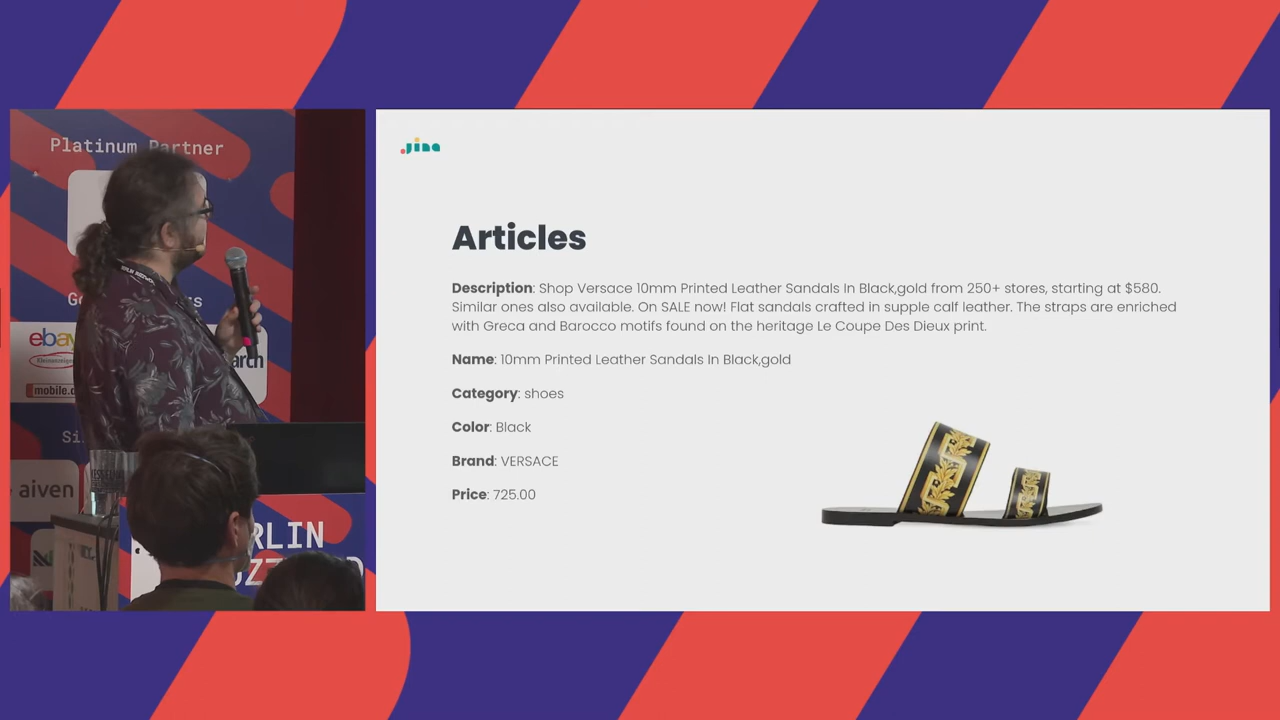 Platinum Partner
ebay
mobile.
arch
aiven
RLIN
UZZ
.jina
Articles
Description: Shop Versace 10mm Printed Leather Sandals In Black,gold from 250+ stores, starting at $580.
Similar ones also available. On SALE now! Flat sandals crafted in supple calf leather. The straps are enriched
with Greca and Barocco motifs found on the heritage Le Coupe Des Dieux print.
Name: 10mm Printed Leather Sandals In Black,gold
Category: shoes
Color: Black
Brand: VERSACE
Price: 725.00